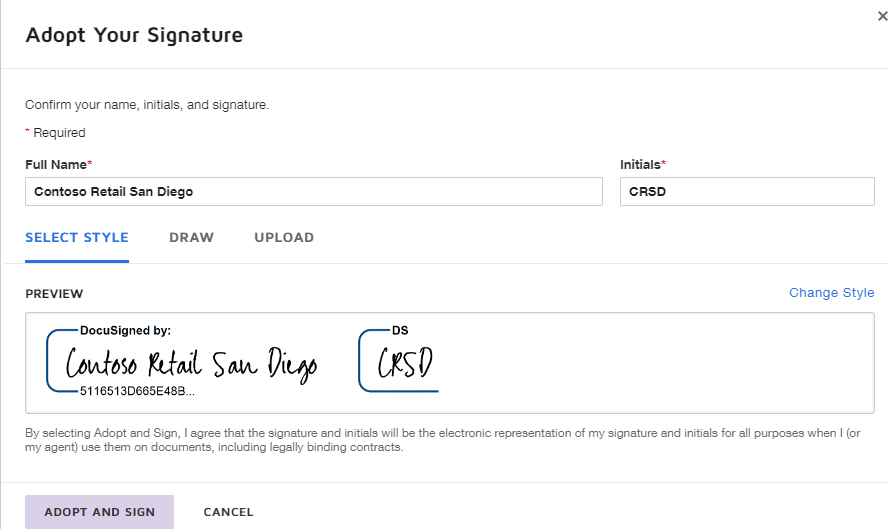 ×
Adopt Your Signature
Confirm your name, initials, and signature.
* Required
Full Name*
Initials*
Contoso Retail San Diego
CRSD
SELECT STYLE DRAW UPLOAD
PREVIEW
Change Style
DocuSigned by:
Contoso Retail San Diego
5116513D665E48B...
DS
CRSD
By selecting Adopt and Sign, I agree that the signature and initials will be the electronic representation of my signature and initials for all purposes when I (or
my agent) use them on documents, including legally binding contracts.
ADOPT AND SIGN CANCEL